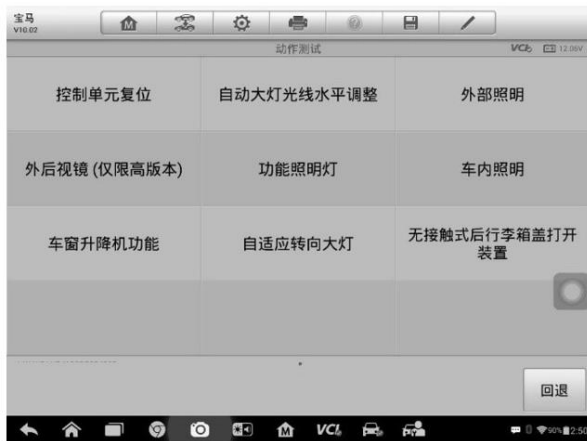 宝马
V10.02
动作测试
VCI
12.06V
控制单元复位
自动大灯光线水平调整
外部照明
外后视镜 (仅限高版本)
功能照明灯
车内照明
车窗升降机功能
自适应转向大灯
无接触式后行李箱盖打开
装置
回退
VCI
90%
2:56